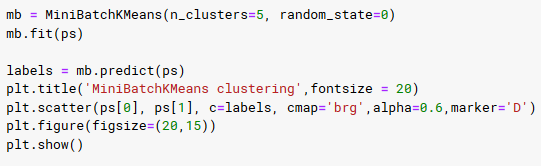 mb = MiniBatchKMeans(n_clusters=5, random_state=0)
mb.fit(ps)
labels = mb.predict(ps)
plt.title('MiniBatchKMeans clustering',fontsize = 20)
plt.scatter(ps[0], ps[1], c=labels, cmap='brg',alpha=0.6,marker='D')
plt.figure(figsize=(20,15))
plt.show()